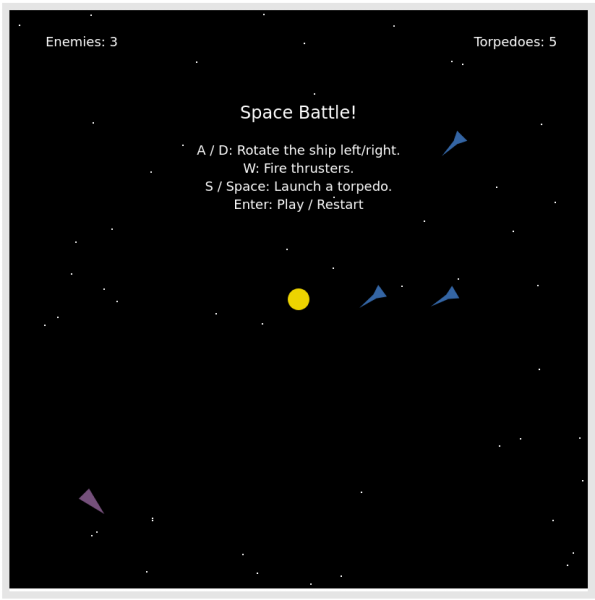 Enemies: 3
Torpedoes: 5
Space Battle!
A / D: Rotate the ship left/right.
W: Fire thrusters.
S / Space: Launch a torpedo.
Enter: Play / Restart